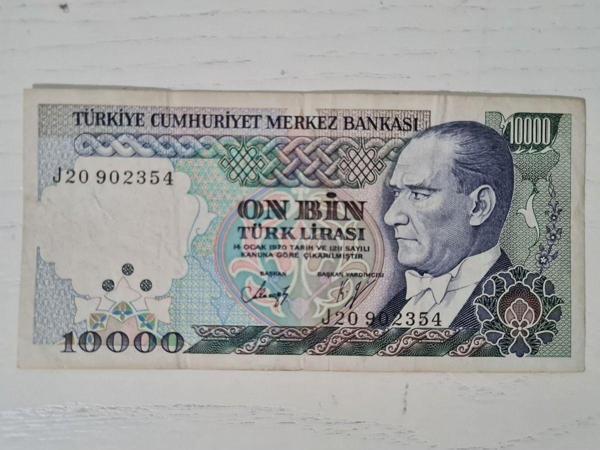 TÜRKİYE CUMHURİYET MERKEZ BANKASI
10000
J20 902354
ON BİN
TÜRK LİRASI
14 OCAK 1970 TARİH VE 1211 SAYILI
KANUNA GÖRE ÇIKARILMIŞTIR
BAŞKAN BAŞKAN YARDIMCISI
J20 902354
10000